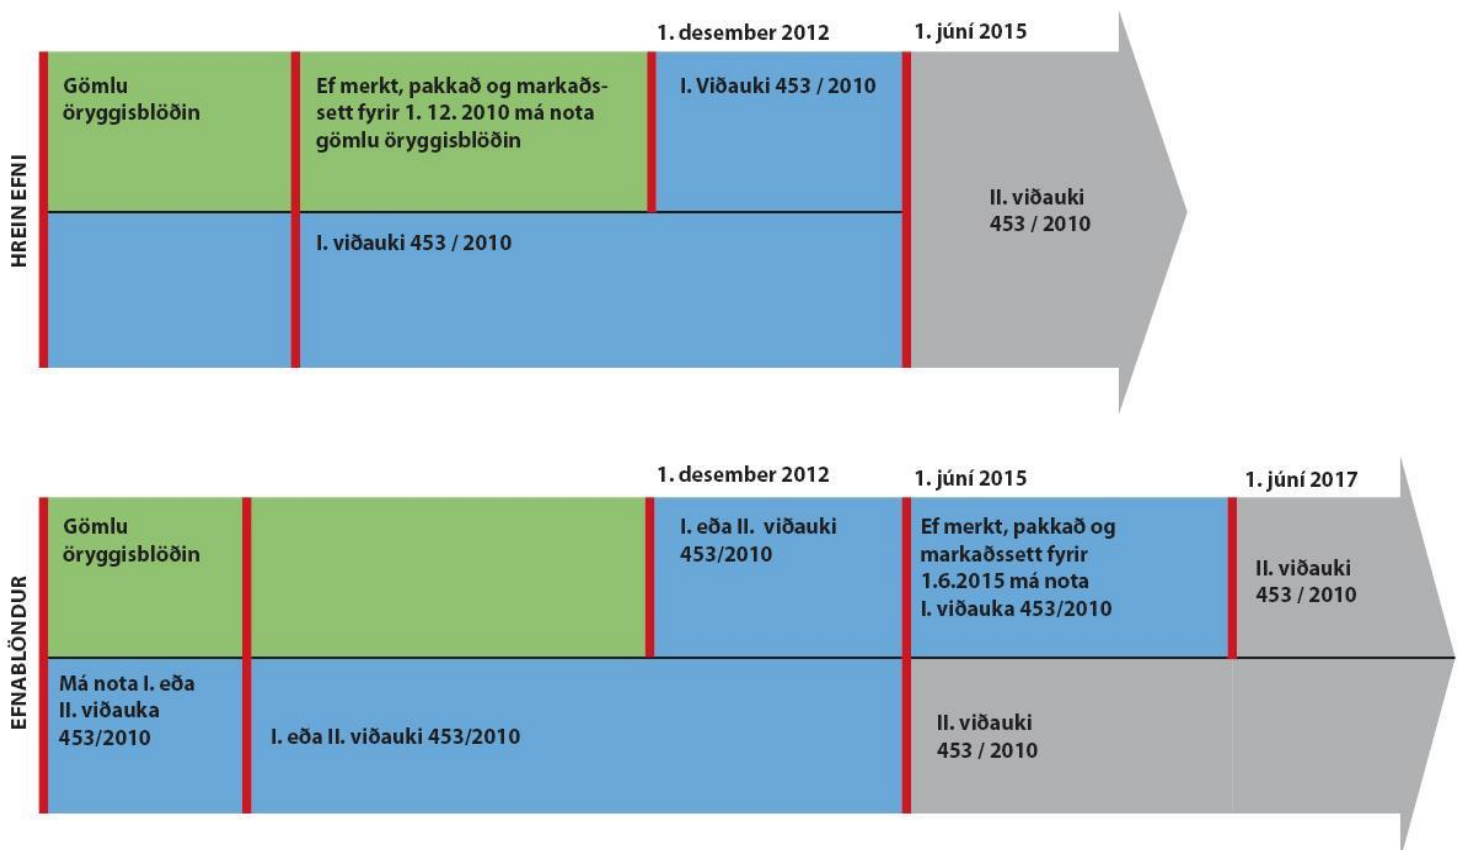 1. desember 2012
1. júní 2015
HREIN EFNI
Gömlu
öryggisblöðin
Ef merkt, pakkað og markaðs-
sett fyrir 1. 12. 2010 má nota
gömlu öryggisblöðin
I. Viðauki 453 / 2010
II. viðauki
453 / 2010
I. viðauki 453 / 2010
1. desember 2012
1. júní 2015
1. júní 2017
EFNABLÖNDUR
Gömlu
öryggisblöðin
I. eða II. viðauki
453/2010
Ef merkt, pakkað og
markaðssett fyrir
1.6.2015 má nota
I. viðauka 453/2010
II. viðauki
453 / 2010
Má nota I. eða
II. viðauka
453/2010
I. eða II. viðauki 453/2010
II. viðauki
453 / 2010